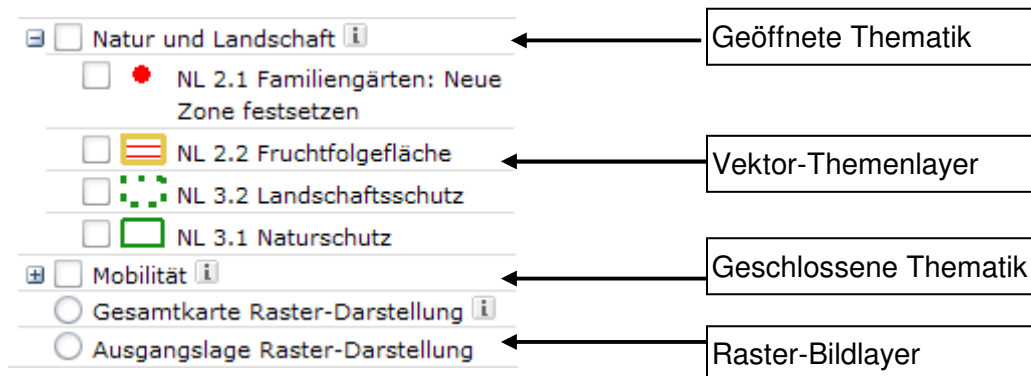 Natur und Landschaft i
Geöffnete Thematik
NL 2.1 Familiengärten: Neue
Zone festsetzen
NL 2.2 Fruchtfolgefläche
Vektor-Themenlayer
NL 3.2 Landschaftsschutz
NL 3.1 Naturschutz
Mobilität i
Geschlossene Thematik
Gesamtkarte Raster-Darstellung i
Ausgangslage Raster-Darstellung
Raster-Bildlayer